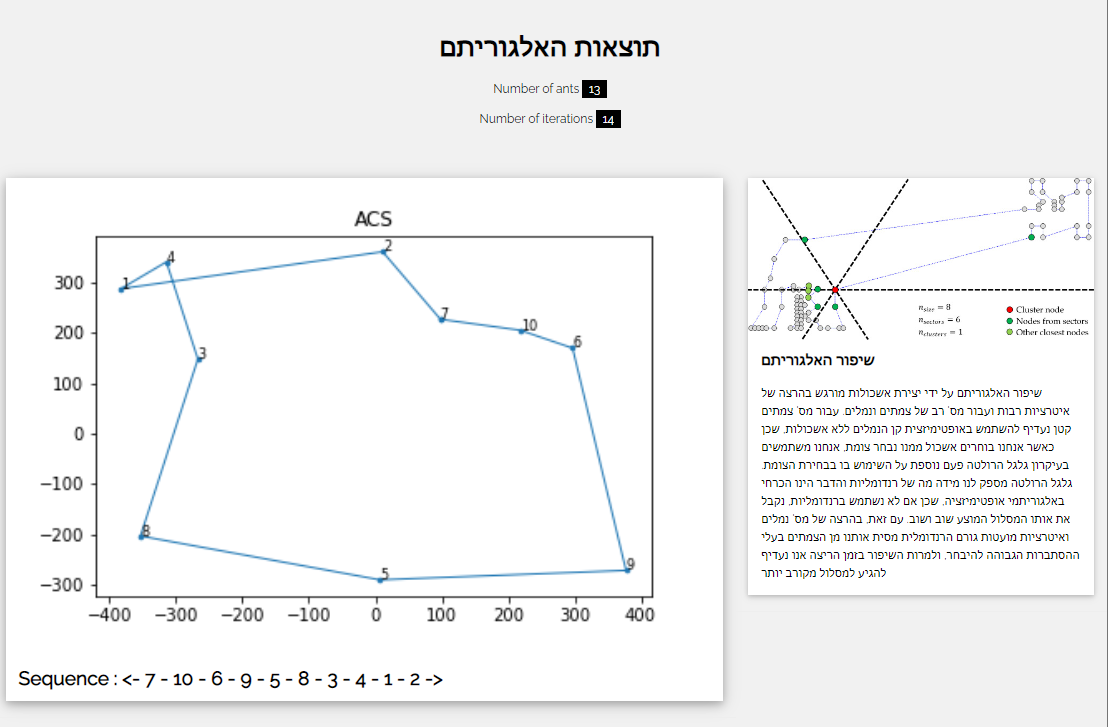 תוצאות האלגוריתם
Number of ants 13
Number of iterations 14
ACS
300
200
100
0
−100
−200
−300
−400 −300 −200 −100 0 100 200 300 400
1
4
2
3
7
10
6
8
5
9
Sequence : <- 7 - 10 - 6 - 9 - 5 - 8 - 3 - 4 - 1 - 2 ->
n_size = 8
n_sectors = 6
n_clusters = 1
Cluster node
Nodes from sectors
Other closest nodes
שיפור האלגוריתם
שיפור האלגוריתם על ידי יצירת אשכולות מורגש בהרצה של
איטרציות רבות ועבור מס' רב של צמתים ונמלים. עבור מס' צמתים
קטן נעדיף להשתמש באופטימיזצית קן הנמלים ללא אשכולות, שכן
כאשר אנחנו בוחרים אשכול ממנו נבחר צומת, אנחנו משתמשים
בעיקרון גלגל הרולטה פעם נוספת על השימוש בו בבחירת הצומת.
גלגל הרולטה מספק לנו מידה מה של רנדומליות והדבר הינו הכרחי
באלגוריתמי אופטימיזציה, שכן אם לא נשתמש ברנדומליות, נקבל
את אותו המסלול המוצע שוב ושוב. עם זאת, בהרצה של מס' נמלים
ואיטרציות מועטות גורם הרנדומלית מסית אותנו מן הצמתים בעלי
ההסתברות הגבוהה להיבחר, ולמרות השיפור בזמן הריצה אנו נעדיף
להגיע למסלול מקורב יותר